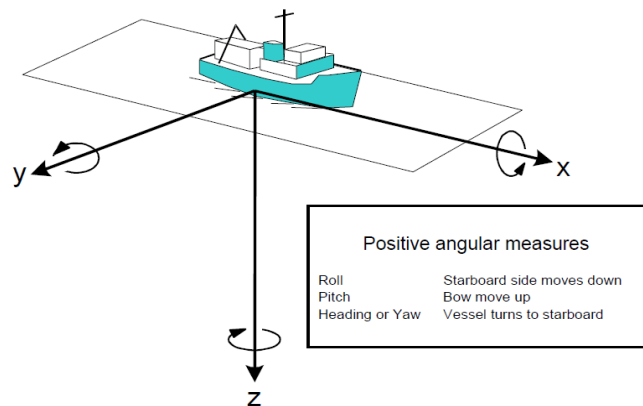 y
x
z
Positive angular measures
Roll Starboard side moves down
Pitch Bow move up
Heading or Yaw Vessel turns to starboard